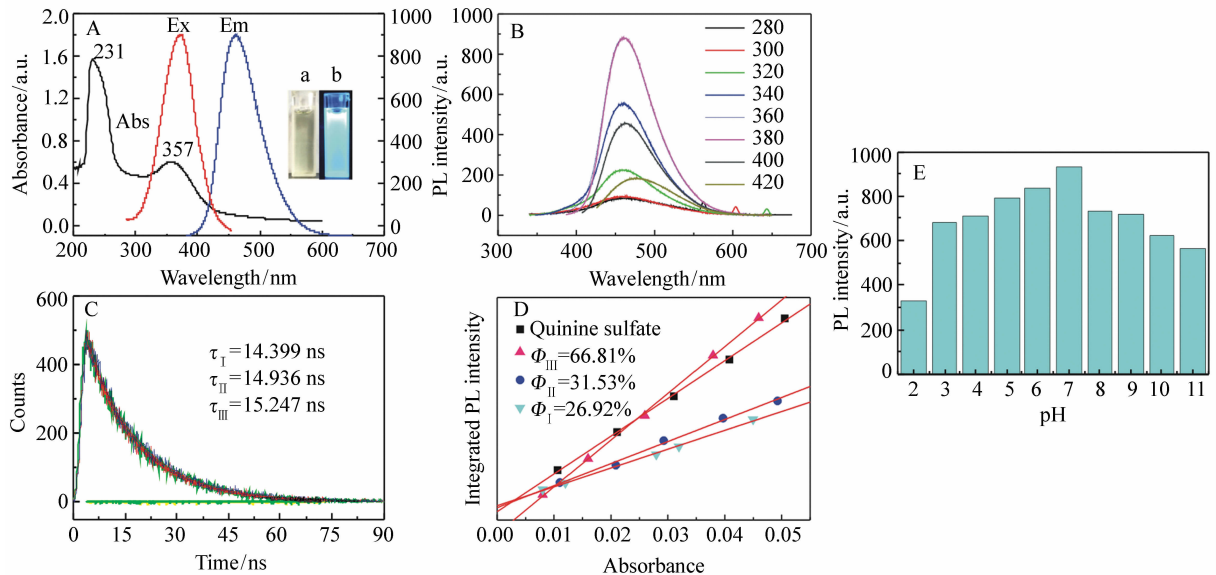 A
Ex
Em
231
a
b
Abs
357
2.0
1.8
1.2
0.6
0.4
0.0
1000
900
800
600
400
300
200
100
0
200
300
400
500
600
700
Absorbance/a.u.
PL intensity/a.u.
Wavelength/nm
B
280
300
320
340
360
380
400
420
1000
800
600
400
200
0
300
400
500
600
700
Wavelength/nm
C
τI=14.399 ns
τII=14.936 ns
τIII=15.247 ns
600
400
200
0
0
15
30
45
60
75
90
Counts
Time/ns
D
Quinine sulfate
ΦIII=66.81%
ΦII=31.53%
ΦI=26.92%
0.00
0.01
0.02
0.03
0.04
0.05
Integrated PL intensity
Absorbance
E
1000
800
600
400
200
0
2
3
4
5
6
7
8
9
10
11
PL intensity/a.u.
pH